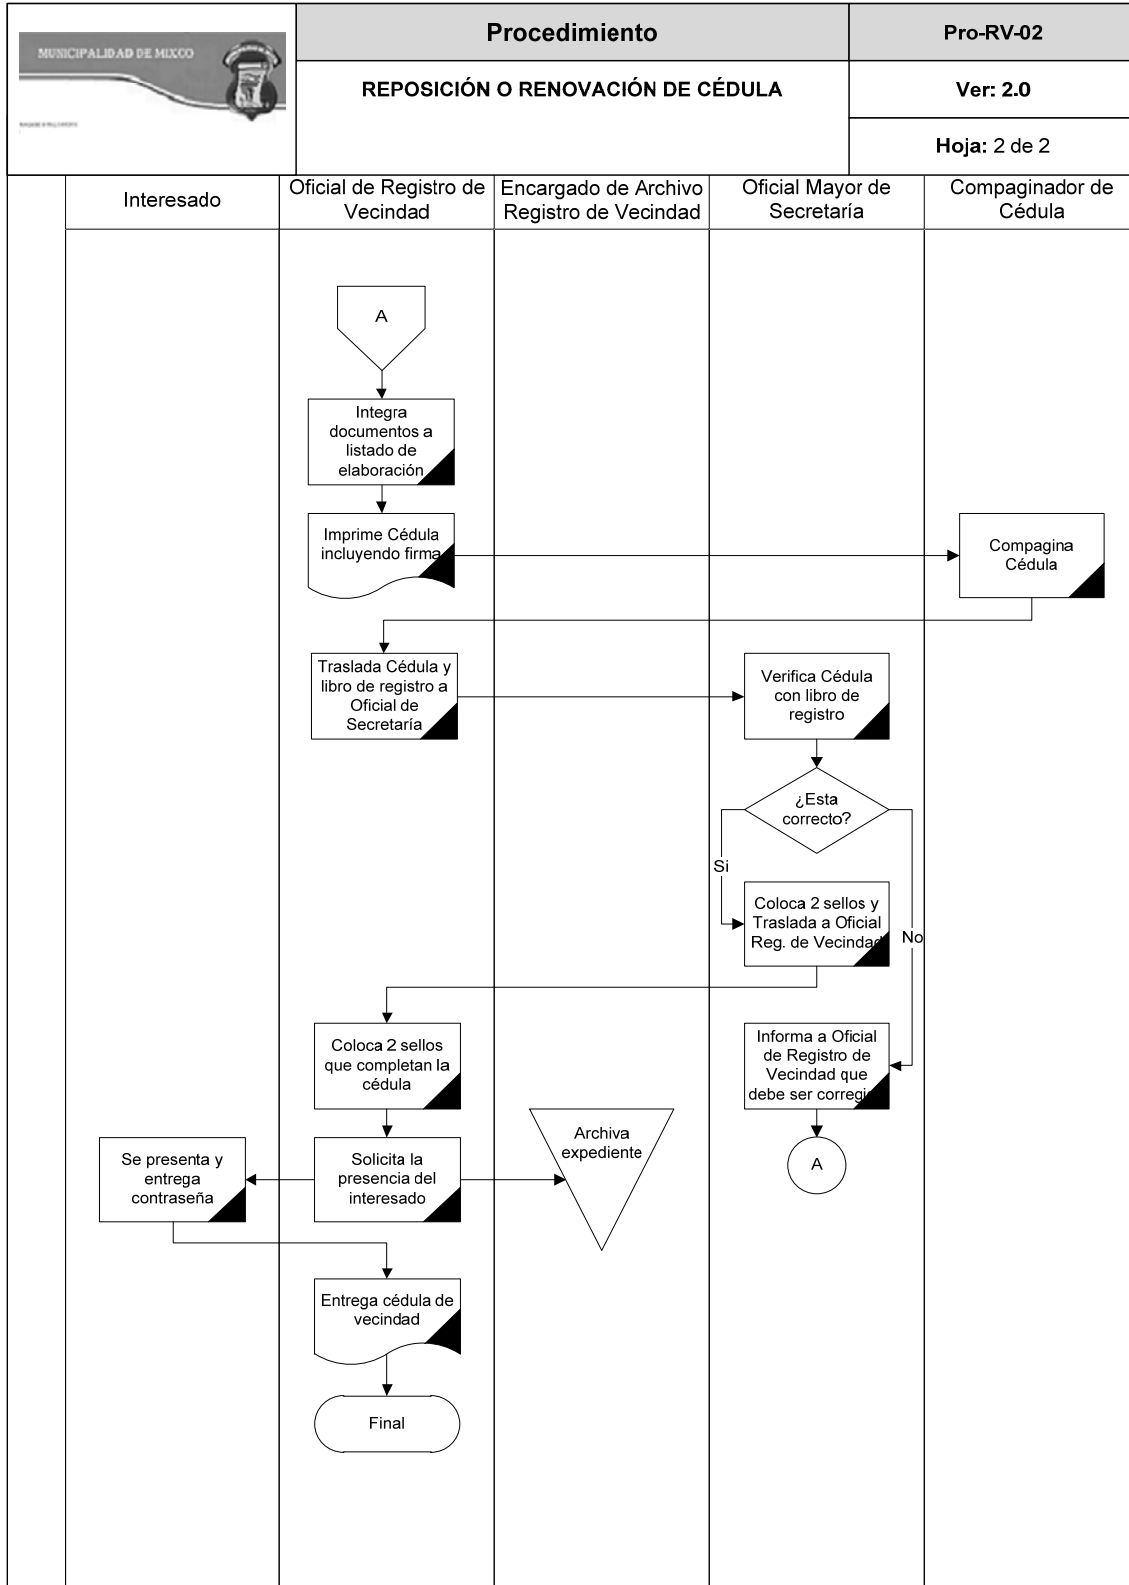 MUNICIPALIDAD DE MIXCO
Procedimiento
Pro-RV-02
REPOSICIÓN O RENOVACIÓN DE CÉDULA
Ver: 2.0
Hoja: 2 de 2
Interesado
Oficial de Registro de
Vecindad
Encargado de Archivo
Registro de Vecindad
Oficial Mayor de
Secretaría
Compaginador de
Cédula
A
Integra
documentos a
listado de
elaboración
Imprime Cédula
incluyendo firma
Compagina
Cédula
Traslada Cédula y
libro de registro a
Oficial de
Secretaría
Verifica Cédula
con libro de
registro
¿Esta
correcto?
Si
Coloca 2 sellos y
Traslada a Oficial
Reg. de Vecindad
No
Coloca 2 sellos
que completan la
cédula
Informa a Oficial
de Registro de
Vecindad que
debe ser corregi
Se presenta y
entrega
contraseña
Solicita la
presencia del
interesado
Archiva
expediente
A
Entrega cédula de
vecindad
Final